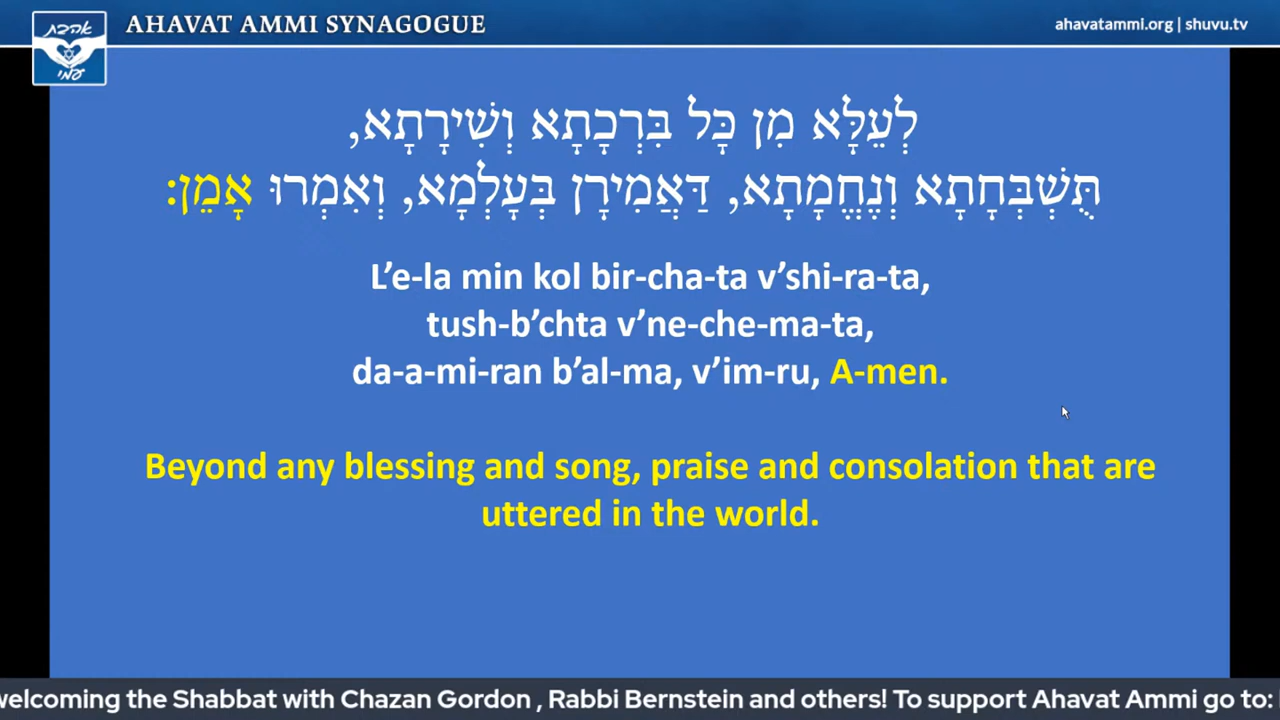 אהבת
עמי
AHAVAT AMMI SYNAGOGUE
ahavatammi.org | shuvu.tv
לְעֵלָּא מִן כָּל בִּרְכָתָא וְשִׁירָתָא,
תֻּשְׁבְּחָתָא וְנֶחֱמָתָא, דַּאֲמִירָן בְּעָלְמָא, וְאִמְרוּ אָמֵן:
L’e-la min kol bir-cha-ta v’shi-ra-ta,
tush-b’chta v’ne-che-ma-ta,
da-a-mi-ran b’al-ma, v’im-ru, A-men.
Beyond any blessing and song, praise and consolation that are
uttered in the world.
welcoming the Shabbat with Chazan Gordon , Rabbi Bernstein and others! To support Ahavat Ammi go to: